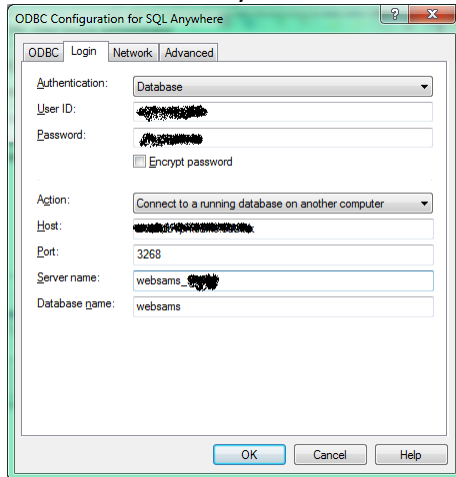 ODBC Configuration for SQL Anywhere
ODBC Login Network Advanced
Authentication: Database
User ID:
Password:
Encrypt password
Action: Connect to a running database on another computer
Host:
Port: 3268
Server name: websams_
Database name: websams
OK Cancel Help